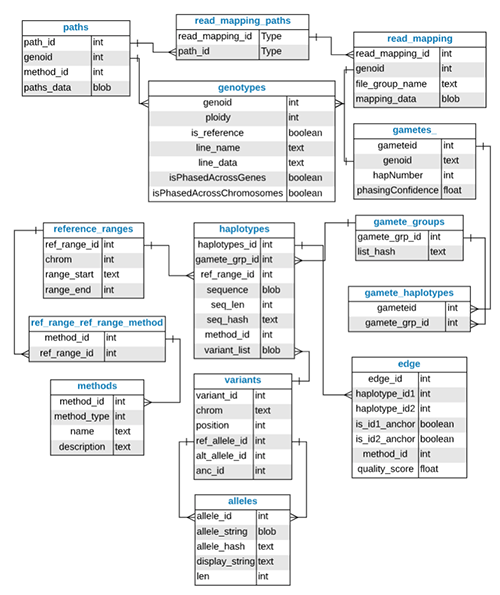 paths
path_id int
genoid int
method_id int
paths_data blob
read_mapping_paths
read_mapping_id Type
path_id Type
read_mapping
read_mapping_id int
genoid int
file_group_name text
mapping_data blob
genotypes
genoid int
ploidy int
is_reference boolean
line_name text
line_data text
isPhasedAcrossGenes boolean
isPhasedAcrossChromosomes boolean
gametes_
gameteid int
genoid text
hapNumber int
phasingConfidence float
reference_ranges
ref_range_id int
chrom int
range_start text
range_end int
haplotypes
haplotypes_id int
gamete_grp_id int
ref_range_id int
sequence blob
seq_len int
seq_hash text
method_id int
variant_list blob
gamete_groups
gamete_grp_id int
list_hash text
gamete_haplotypes
gameteid int
gamete_grp_id int
ref_range_ref_range_method
method_id int
ref_range_id int
methods
method_id int
method_type int
name text
description text
variants
variant_id int
chrom text
position int
ref_allele_id int
alt_allele_id int
anc_id int
edge
edge_id int
haplotype_id1 int
haplotype_id2 int
is_id1_anchor boolean
is_id2_anchor boolean
method_id int
quality_score float
alleles
allele_id int
allele_string blob
allele_hash text
display_string text
len int